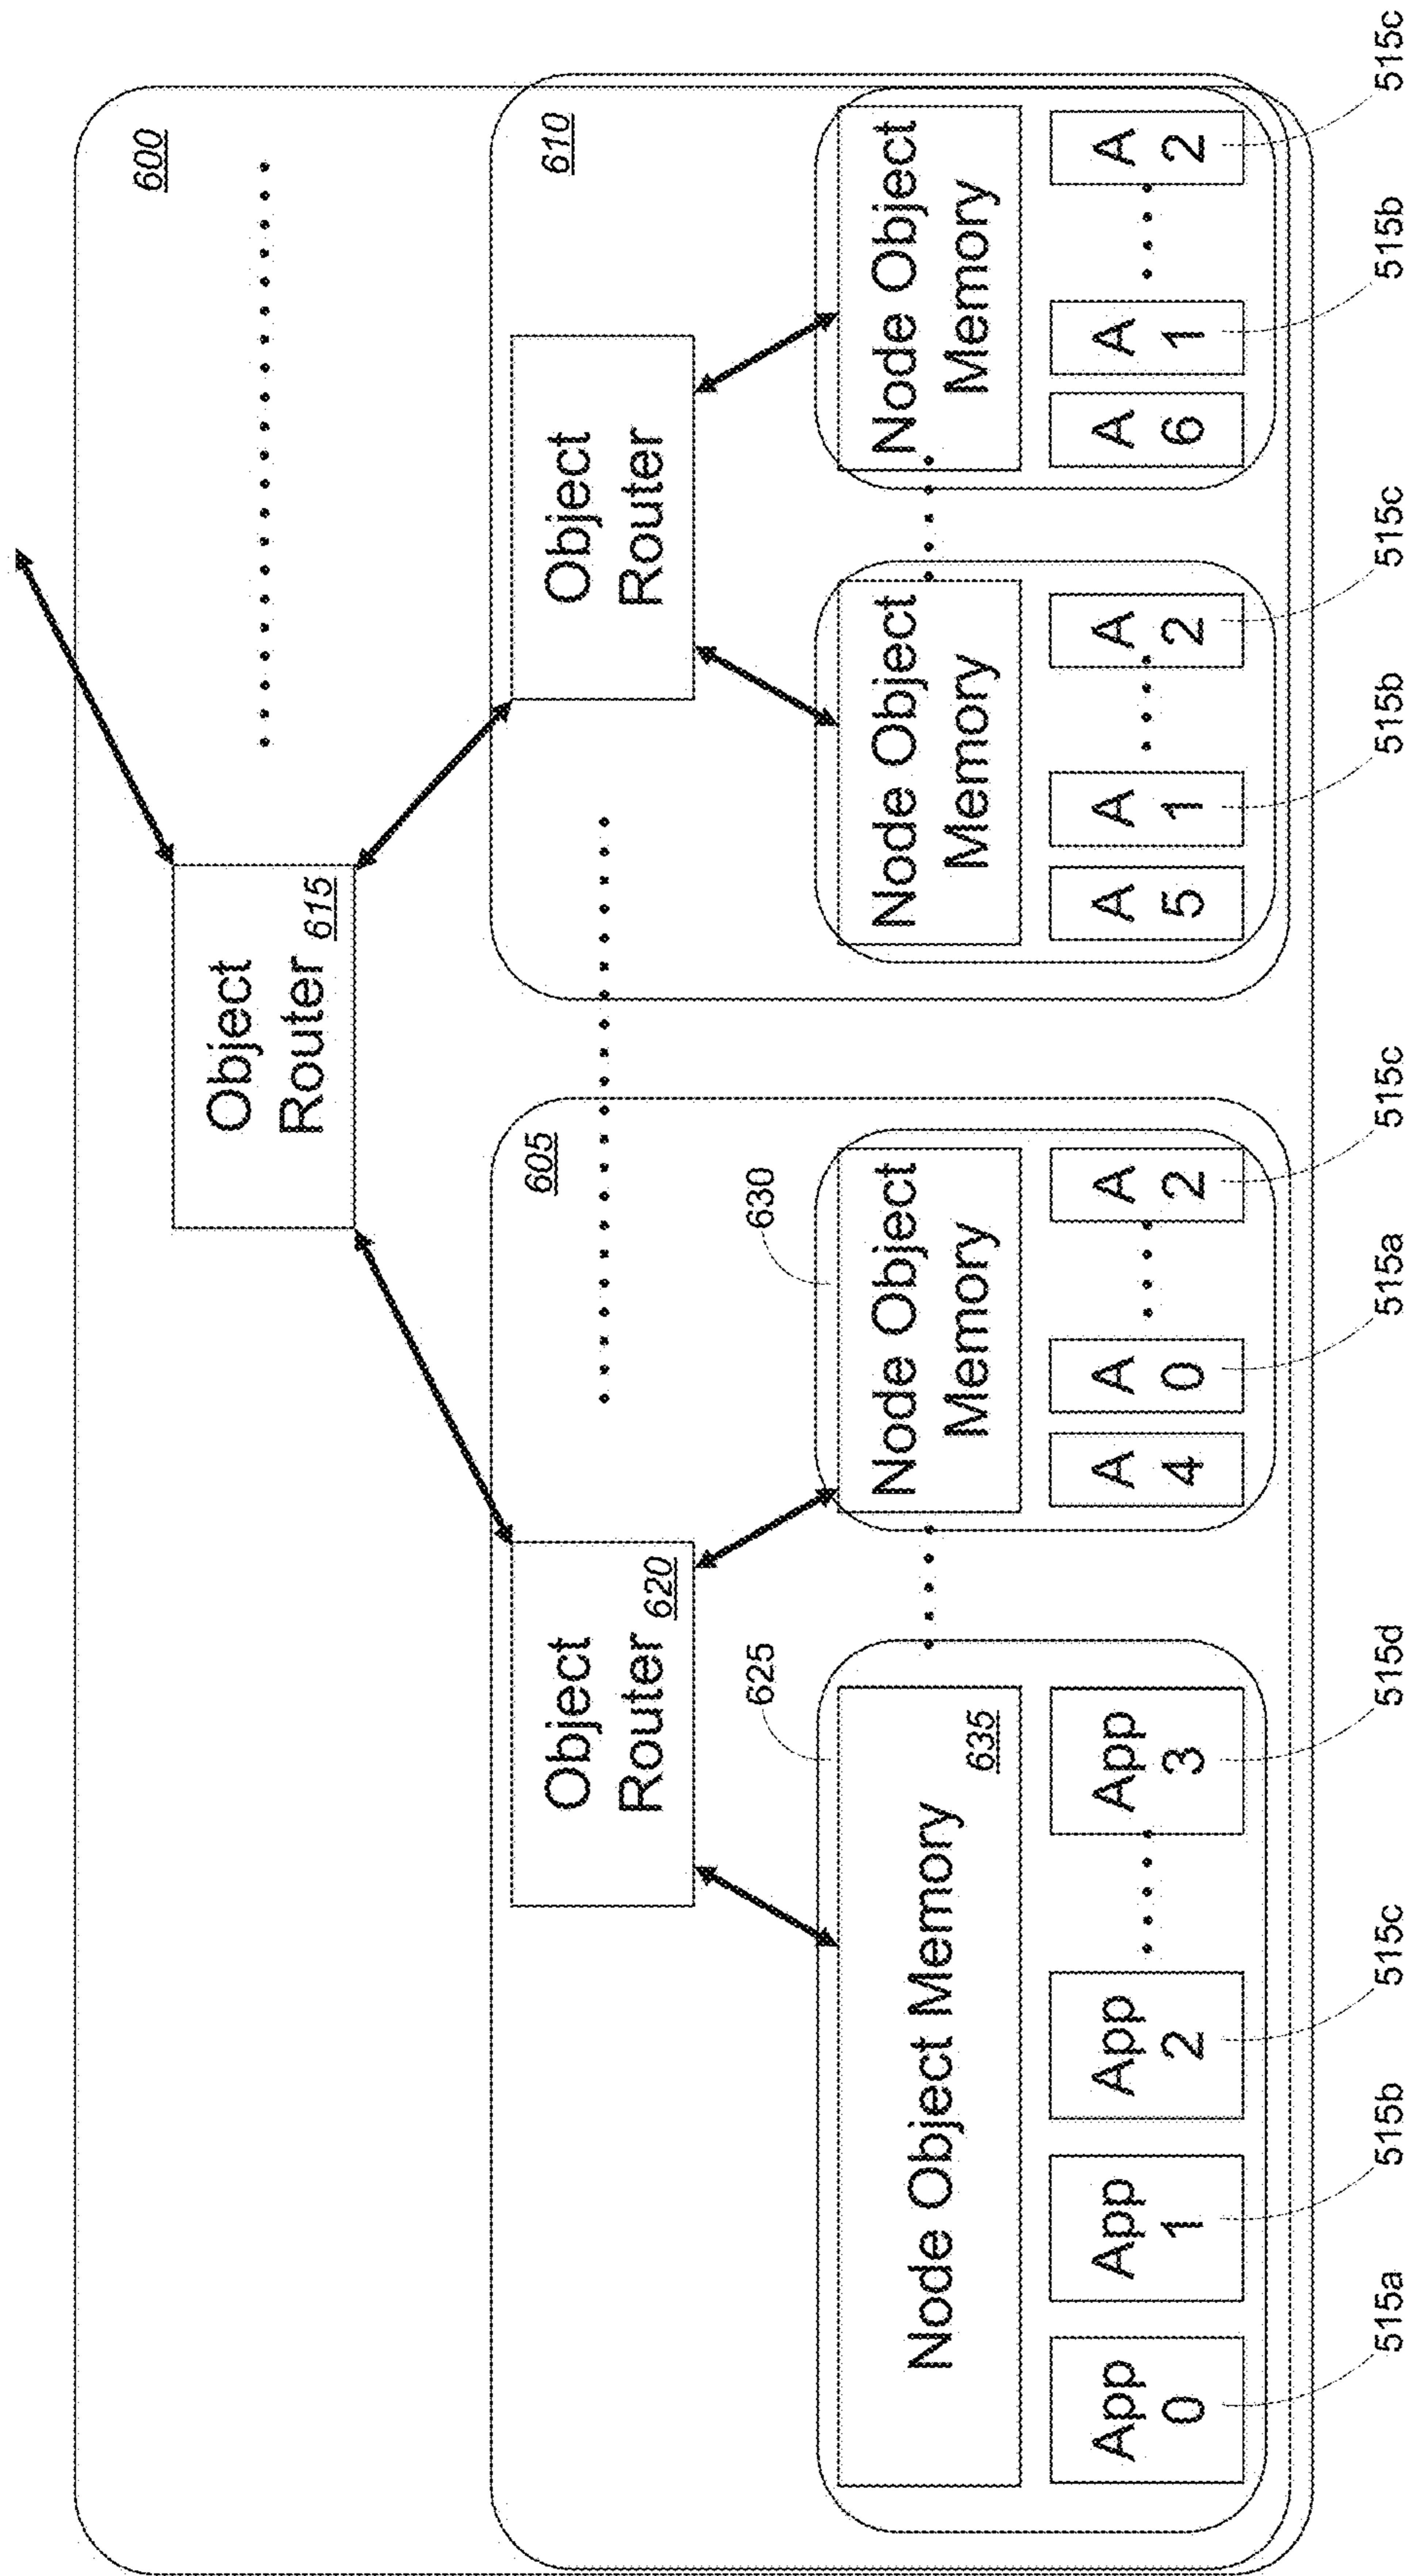 600
Object
Router 615
605
Object
Router 620
610
Object
Router
625
Node Object Memory
635
630
Node Object
Memory
Node Object
Memory
Node Object
Memory
App
0
App
1
App
2
App
3
A
4
A
0
A
2
A
5
A
1
A
2
A
6
A
1
A
2
515a
515b
515c
515d
515a
515c
515b
515c
515b
515c